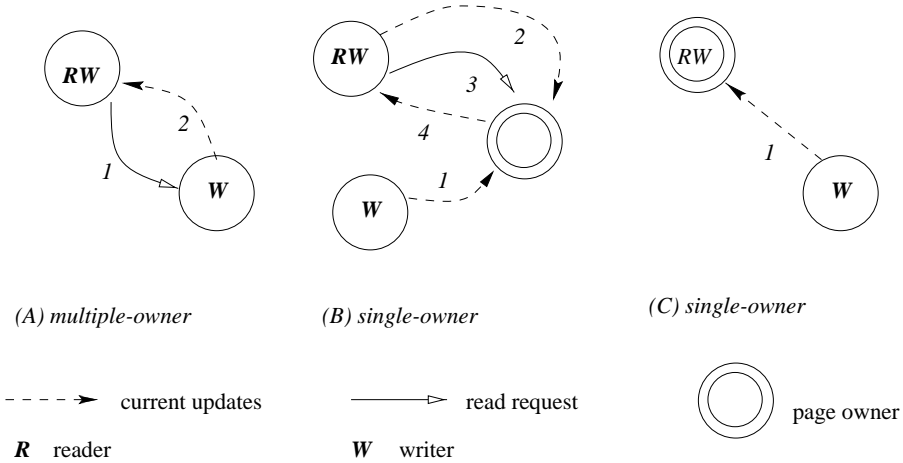 RW
1
2
W
RW
2
3
4
1
W
RW
1
W
(A) multiple-owner
(B) single-owner
(C) single-owner
current updates
read request
page owner
R reader
W writer